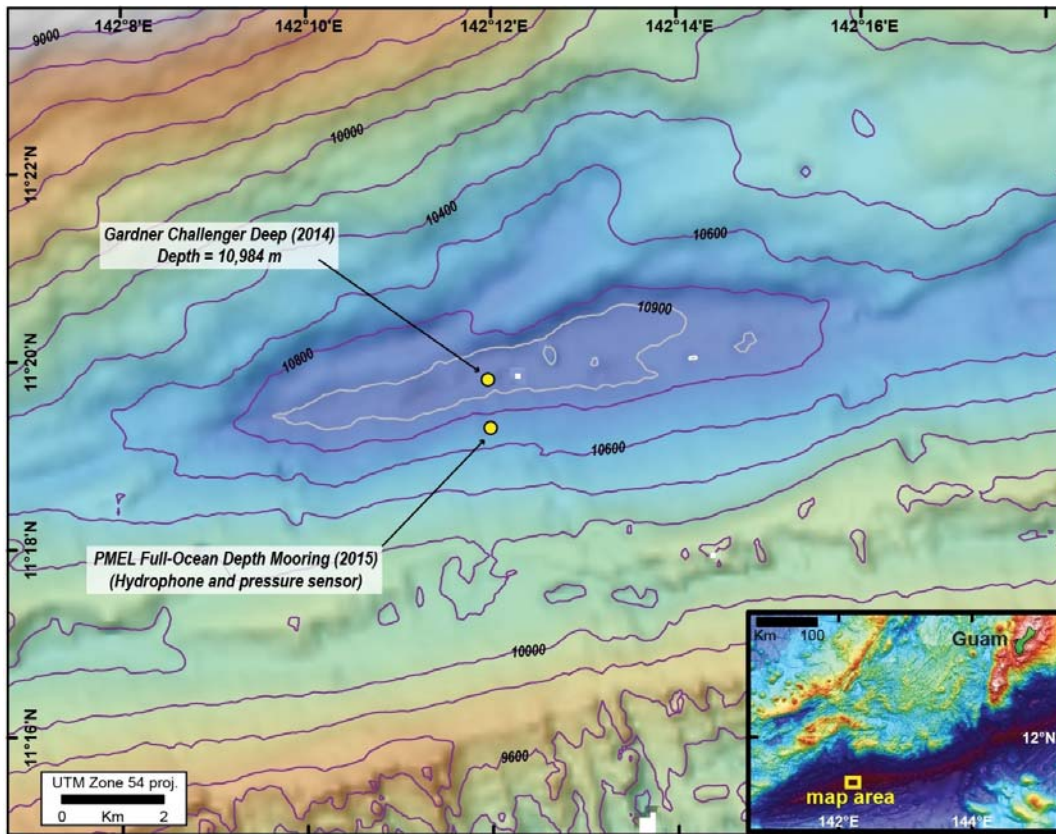 142°8'E
142°10'E
142°12'E
142°14'E
142°16'E
9000
10000
11°22'N
10400
Gardner Challenger Deep (2014)
Depth = 10,984 m
10600
10900
10800
11°20'N
10600
11°18'N
PMEL Full-Ocean Depth Mooring (2015)
(Hydrophone and pressure sensor)
10000
11°16'N
9600
UTM Zone 54 proj.
0 Km 2
Km 100
Guam
12°N
map area
142°E
144°E